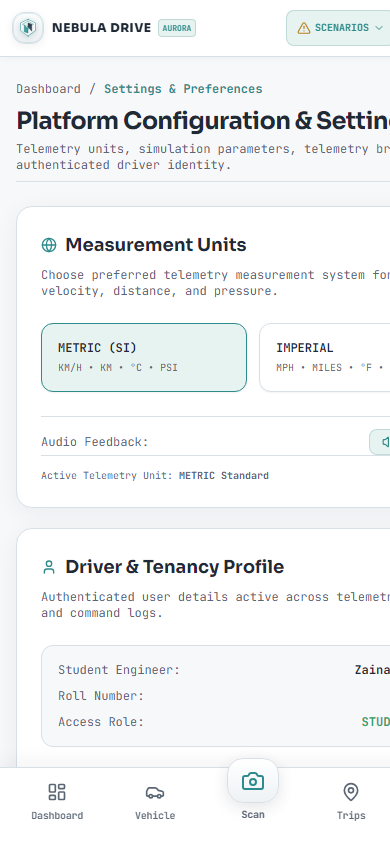 NEBULA DRIVE AURORA SCENARIOS
Dashboard / Settings & Preferences
Platform Configuration & Settin
Telemetry units, simulation parameters, telemetry br
authenticated driver identity.
Measurement Units
Choose preferred telemetry measurement system for
velocity, distance, and pressure.
METRIC (SI) IMPERIAL
KM/H • KM • °C • PSI MPH • MILES • °F •
Audio Feedback:
Active Telemetry Unit: METRIC Standard
Driver & Tenancy Profile
Authenticated user details active across telemetr
and command logs.
Student Engineer: Zaina
Roll Number:
Access Role: STUD
Dashboard Vehicle Scan Trips